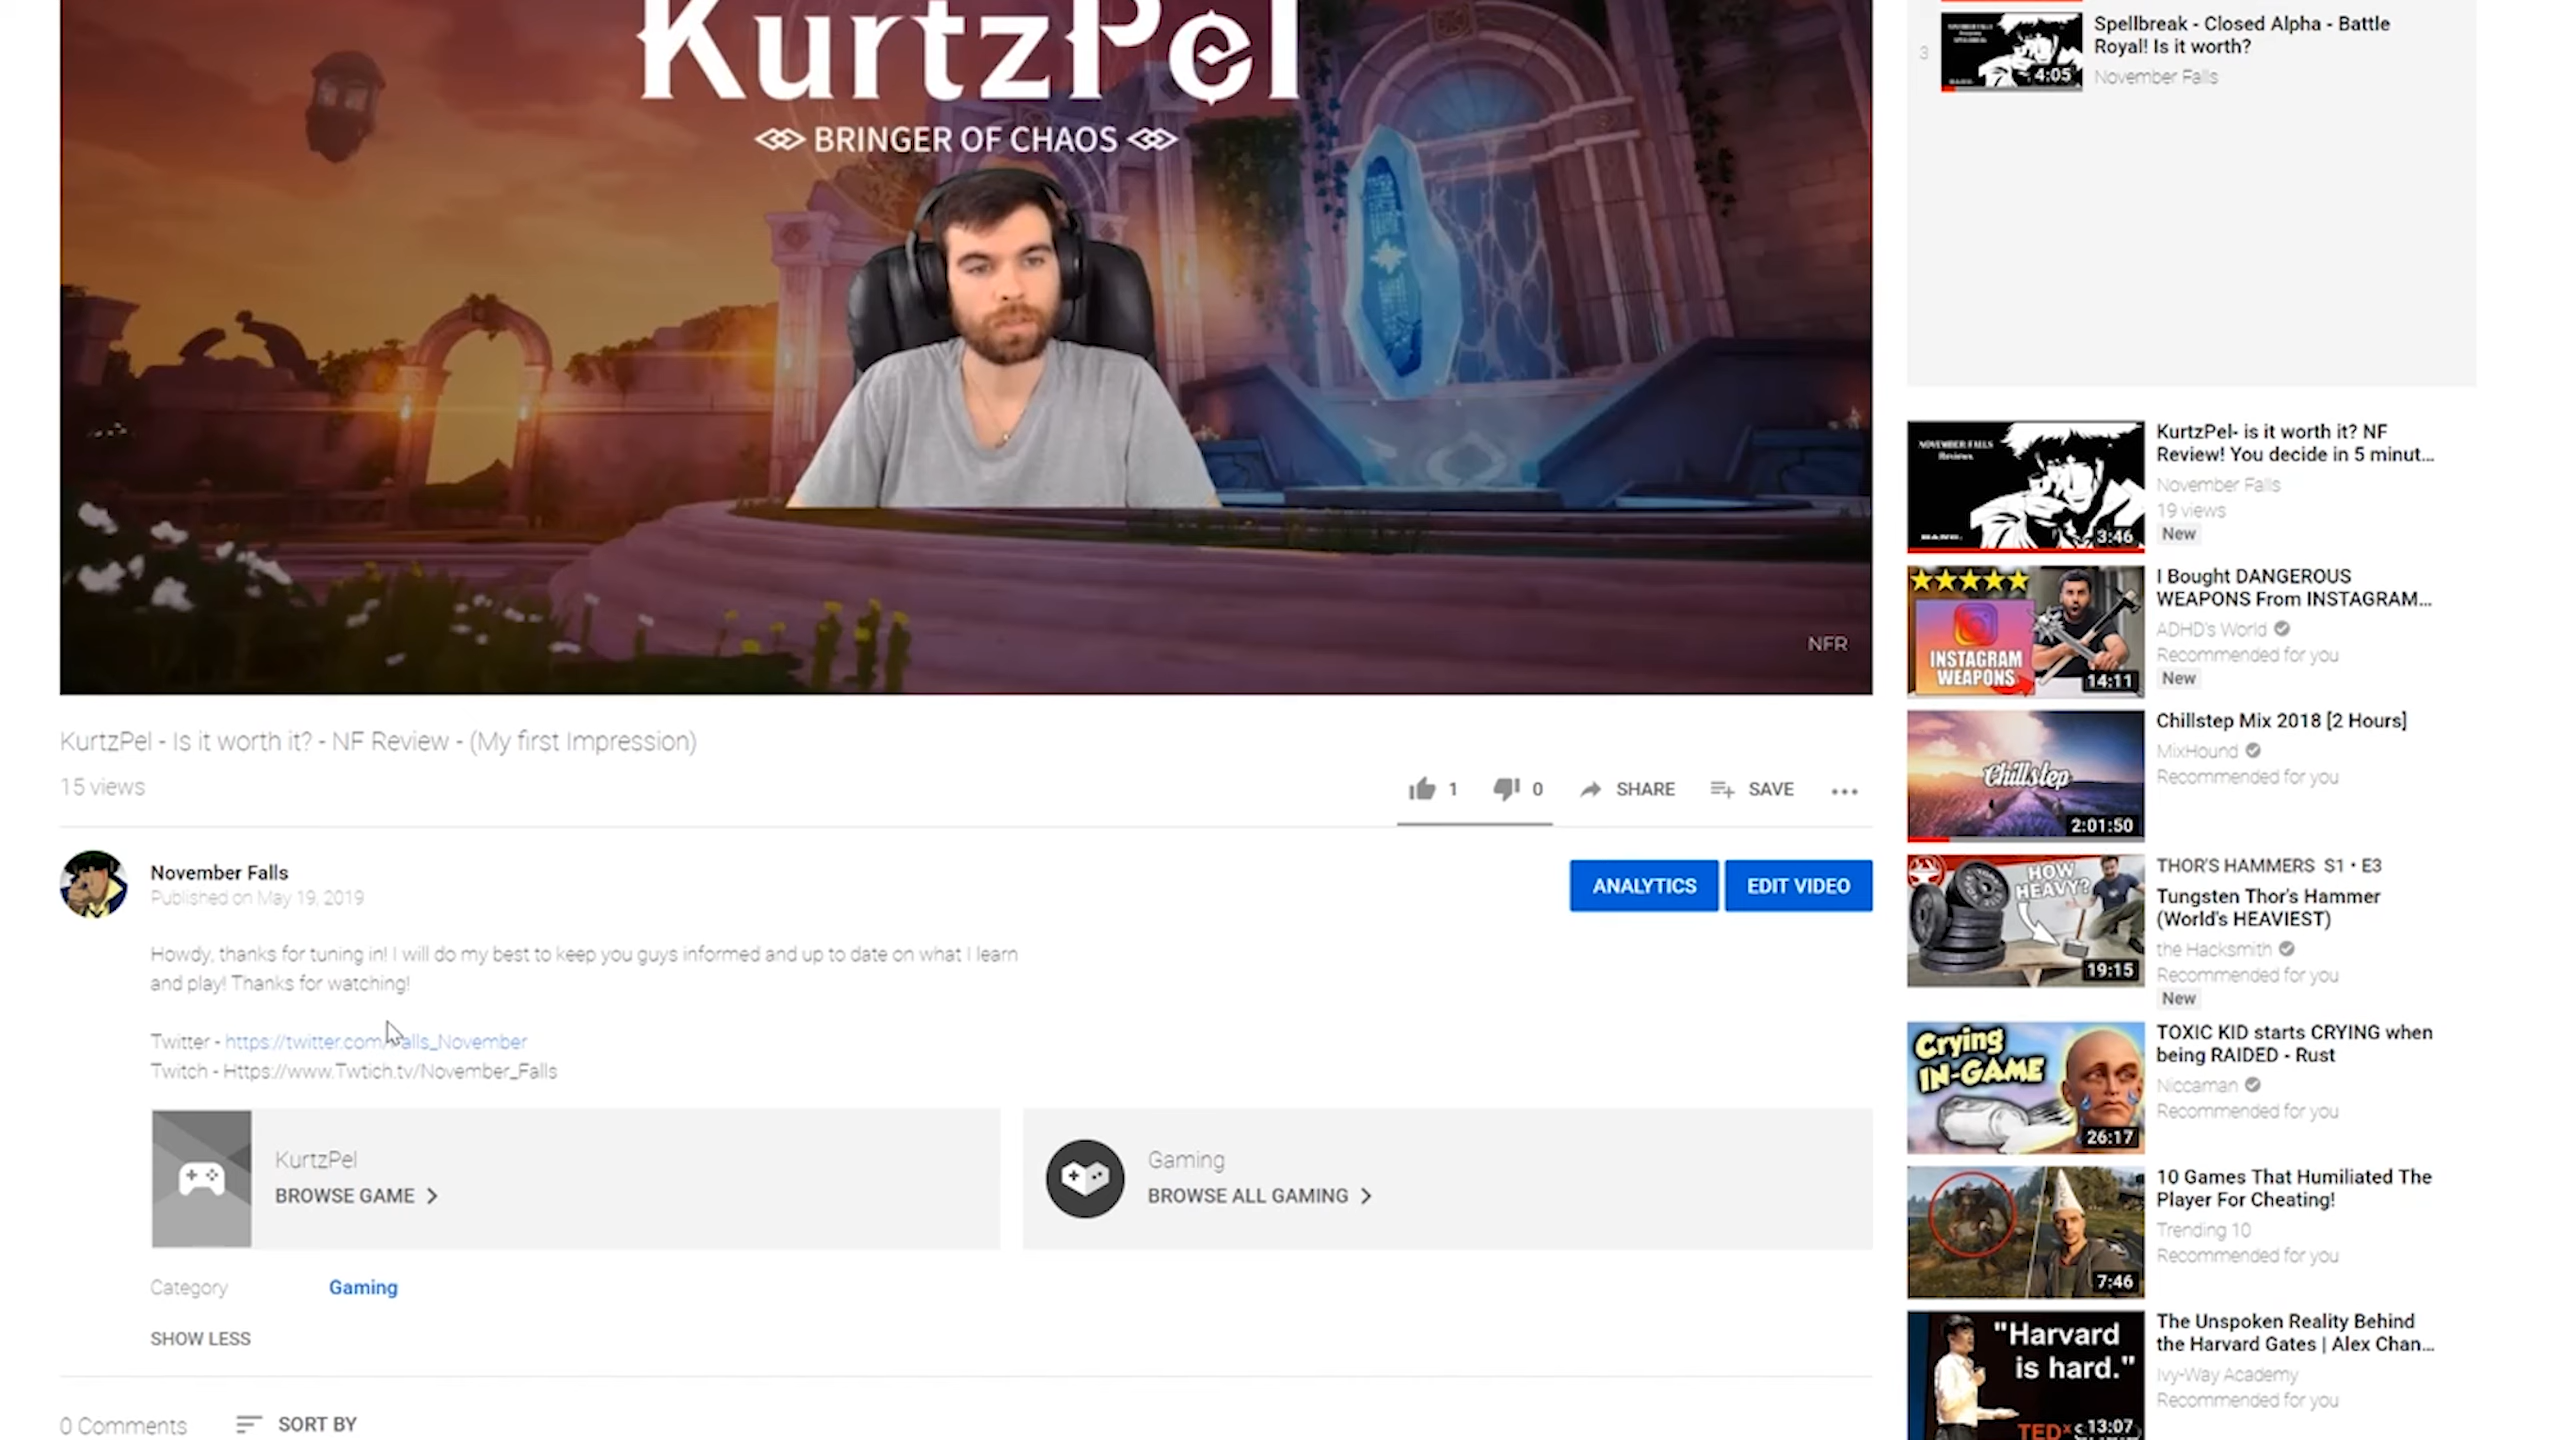 KurtzPel
BRINGER OF CHAOS
NFR
KurtzPel - Is it worth it? - NF Review - (My first Impression)
15 views
1
0
SHARE
SAVE
November Falls
Published on May 19, 2019
ANALYTICS
EDIT VIDEO
Howdy, thanks for tuning in! I will do my best to keep you guys informed and up to date on what I learn
and play! Thanks for watching!
Twitter - https://twitter.com/Falls_November
Twitch - Https://www.Twtich.tv/November_Falls
KurtzPel
BROWSE GAME
Gaming
BROWSE ALL GAMING
Category
Gaming
SHOW LESS
0 Comments
SORT BY
3
4:05
Spellbreak - Closed Alpha - Battle
Royal! Is it worth?
November Falls
NOVEMBER FALLS
Reviews
3:46
KurtzPel- is it worth it? NF
Review! You decide in 5 minut...
November Falls
19 views
New
INSTAGRAM
WEAPONS
14:11
I Bought DANGEROUS
WEAPONS From INSTAGRAM...
ADHD's World
Recommended for you
New
Chillstep
2:01:50
Chillstep Mix 2018 [2 Hours]
MixHound
Recommended for you
HOW
HEAVY?
19:15
THOR'S HAMMERS S1 • E3
Tungsten Thor's Hammer
(World's HEAVIEST)
the Hacksmith
Recommended for you
New
Crying
IN-GAME
26:17
TOXIC KID starts CRYING when
being RAIDED - Rust
Niccaman
Recommended for you
7:46
10 Games That Humiliated The
Player For Cheating!
Trending 10
Recommended for you
"Harvard
is hard."
TEDx
13:07
The Unspoken Reality Behind
the Harvard Gates | Alex Chan...
Ivy-Way Academy
Recommended for you